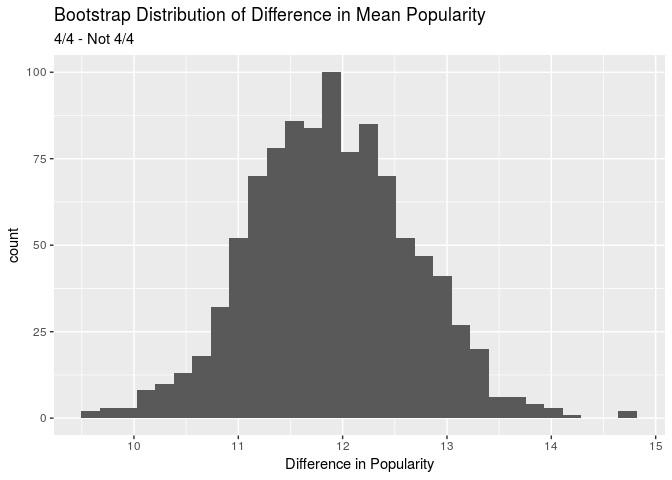 Bootstrap Distribution of Difference in Mean Popularity
4/4 - Not 4/4
100
75
50
25
0
count
10 11 12 13 14 15
Difference in Popularity